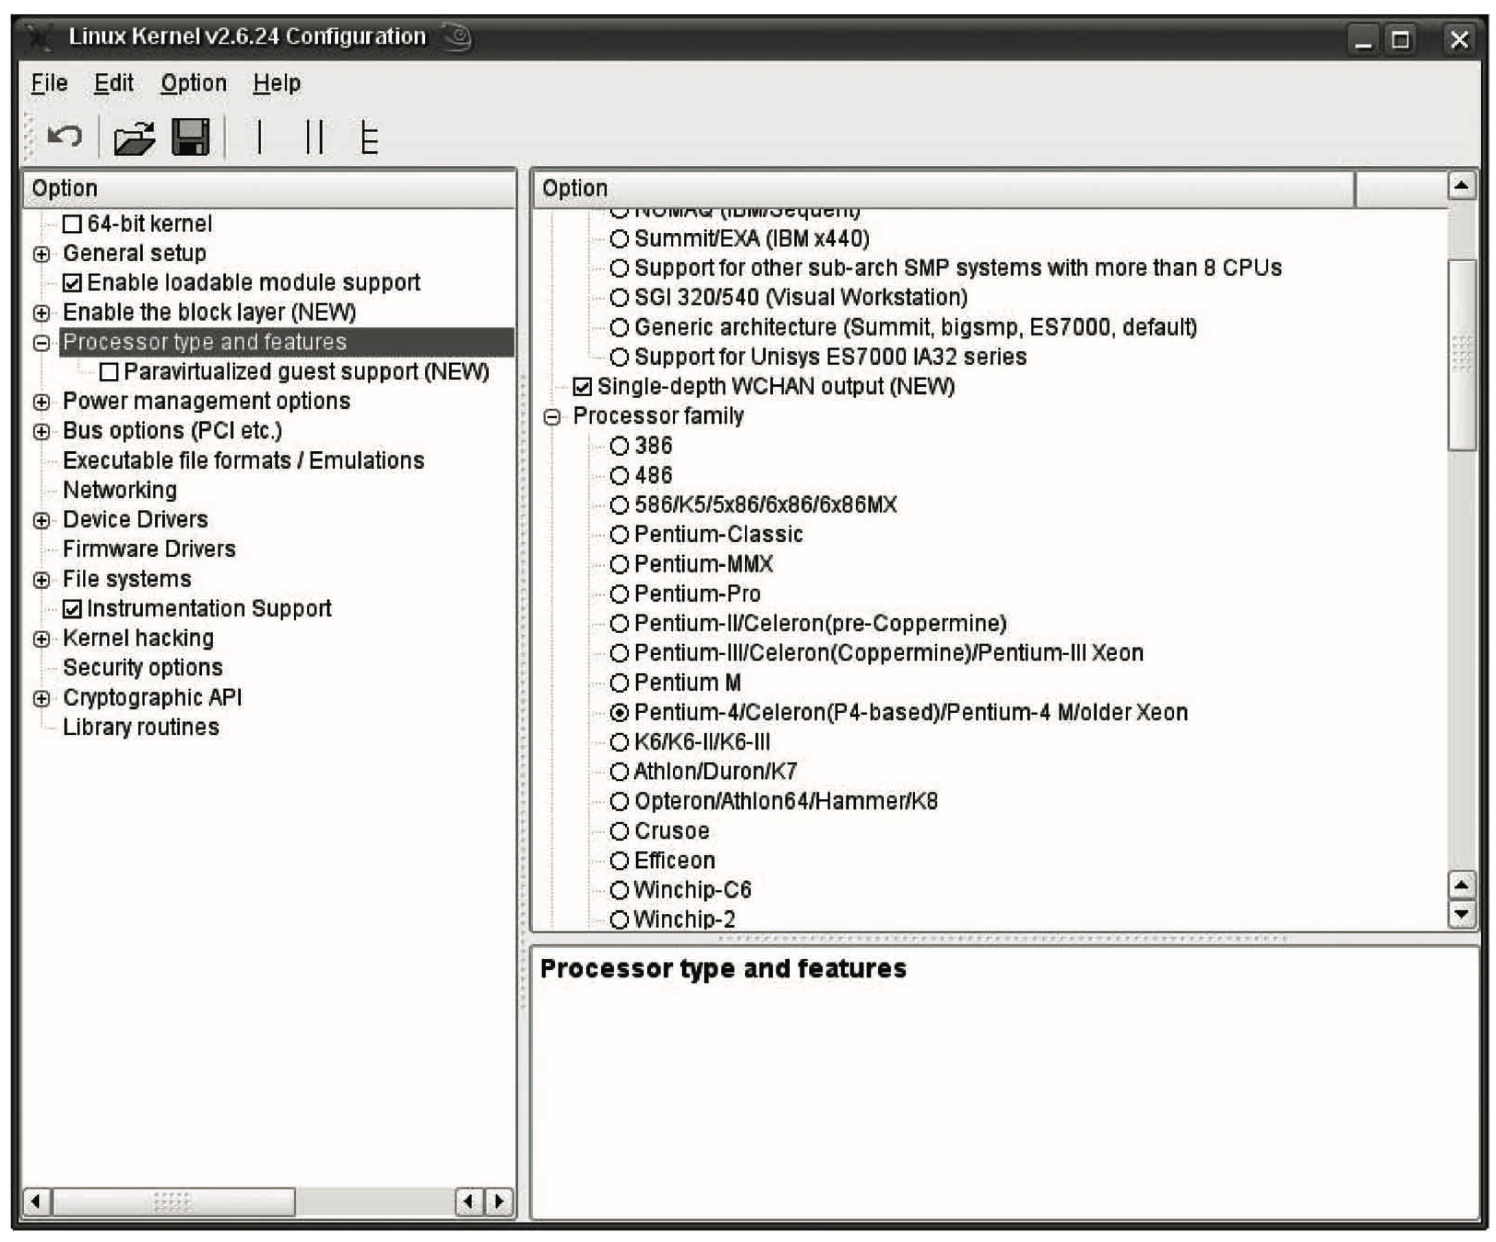 Linux Kernel v2.6.24 Configuration
File Edit Option Help
Option
64-bit kernel
General setup
Enable loadable module support
Enable the block layer (NEW)
Processor type and features
Paravirtualized guest support (NEW)
Power management options
Bus options (PCI etc.)
Executable file formats / Emulations
Networking
Device Drivers
Firmware Drivers
File systems
Instrumentation Support
Kernel hacking
Security options
Cryptographic API
Library routines
Option
NUMAQ (IBM/Sequent)
Summit/EXA (IBM x440)
Support for other sub-arch SMP systems with more than 8 CPUs
SGI 320/540 (Visual Workstation)
Generic architecture (Summit, bigsmp, ES7000, default)
Support for Unisys ES7000 IA32 series
Single-depth WCHAN output (NEW)
Processor family
386
486
586/K5/5x86/6x86/6x86MX
Pentium-Classic
Pentium-MMX
Pentium-Pro
Pentium-II/Celeron(pre-Coppermine)
Pentium-III/Celeron(Coppermine)/Pentium-III Xeon
Pentium M
Pentium-4/Celeron(P4-based)/Pentium-4 M/older Xeon
K6/K6-II/K6-III
Athlon/Duron/K7
Opteron/Athlon64/Hammer/K8
Crusoe
Efficeon
Winchip-C6
Winchip-2
Processor type and features